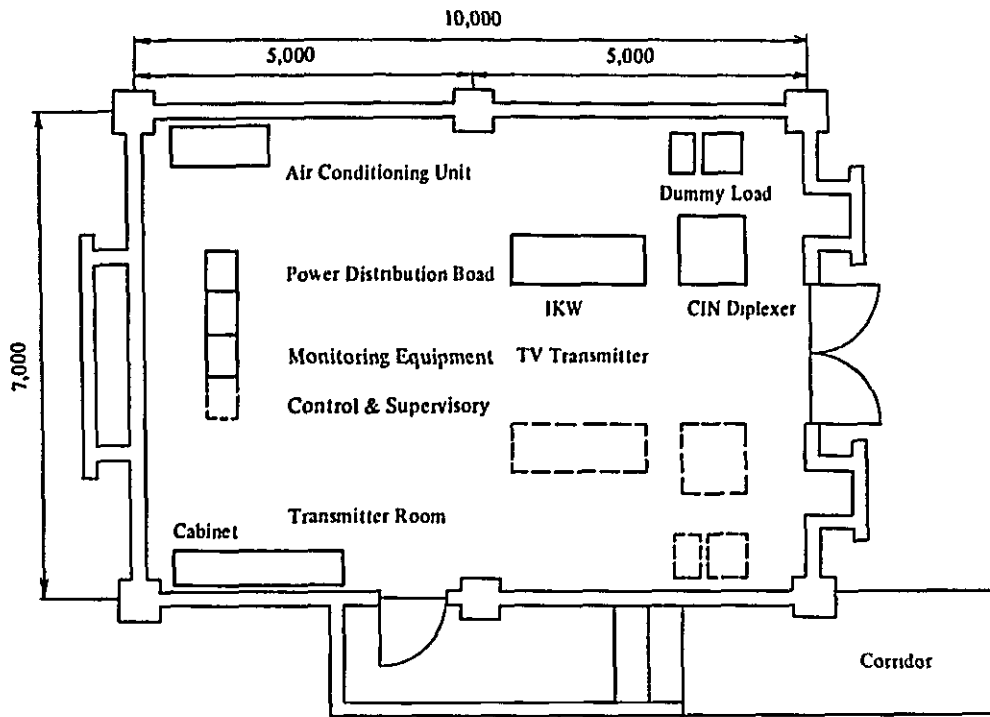 10,000
5,000
5,000
7,000
Air Conditioning Unit
Dummy Load
Power Distribution Boad
1KW
CIN Diplexer
Monitoring Equipment
TV Transmitter
Control & Supervisory
Transmitter Room
Cabinet
Corridor